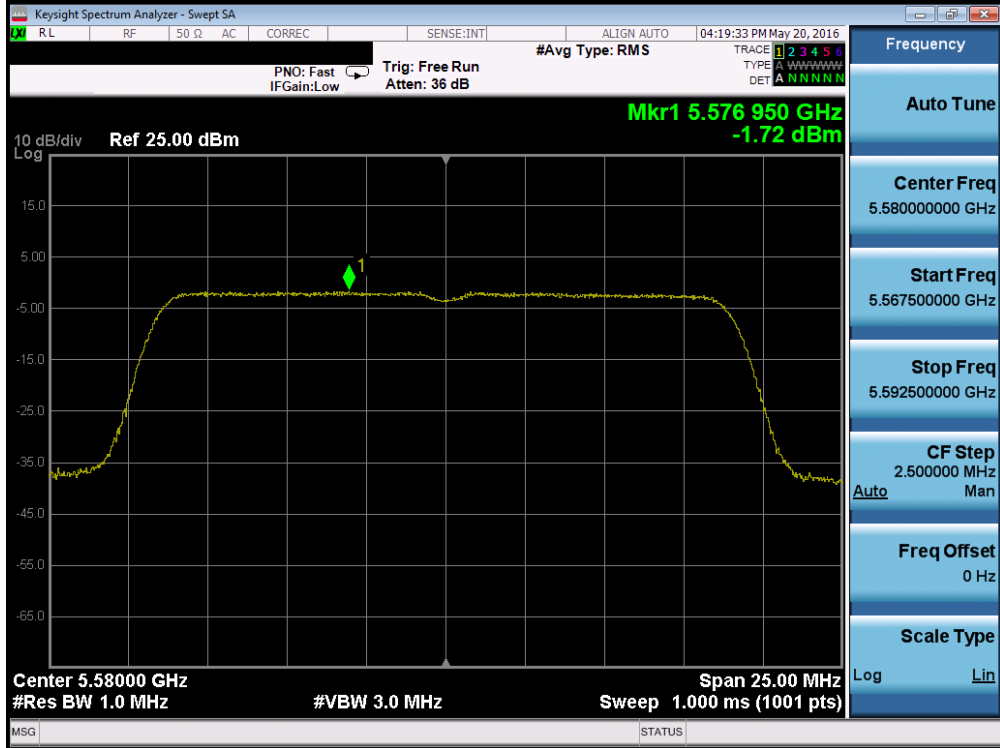 Keysight Spectrum Analyzer - Swept SA
LXI RL RF 50 Ω AC CORREC SENSE:INT ALIGN AUTO 04:19:33 PM May 20, 2016
#Avg Type: RMS
TRACE 1 2 3 4 5 6
TYPE A WWWWW
DET A N N N N N
PNO: Fast
IFGain:Low
Trig: Free Run
Atten: 36 dB
Mkr1 5.576 950 GHz
-1.72 dBm
10 dB/div Ref 25.00 dBm
Log
15.0
5.00
-5.00
-15.0
-25.0
-35.0
-45.0
-55.0
-65.0
1
Center 5.58000 GHz
Span 25.00 MHz
#Res BW 1.0 MHz
#VBW 3.0 MHz
Sweep 1.000 ms (1001 pts)
MSG
STATUS
Frequency
Auto Tune
Center Freq
5.580000000 GHz
Start Freq
5.567500000 GHz
Stop Freq
5.592500000 GHz
CF Step
2.500000 MHz
Auto Man
Freq Offset
0 Hz
Scale Type
Log Lin